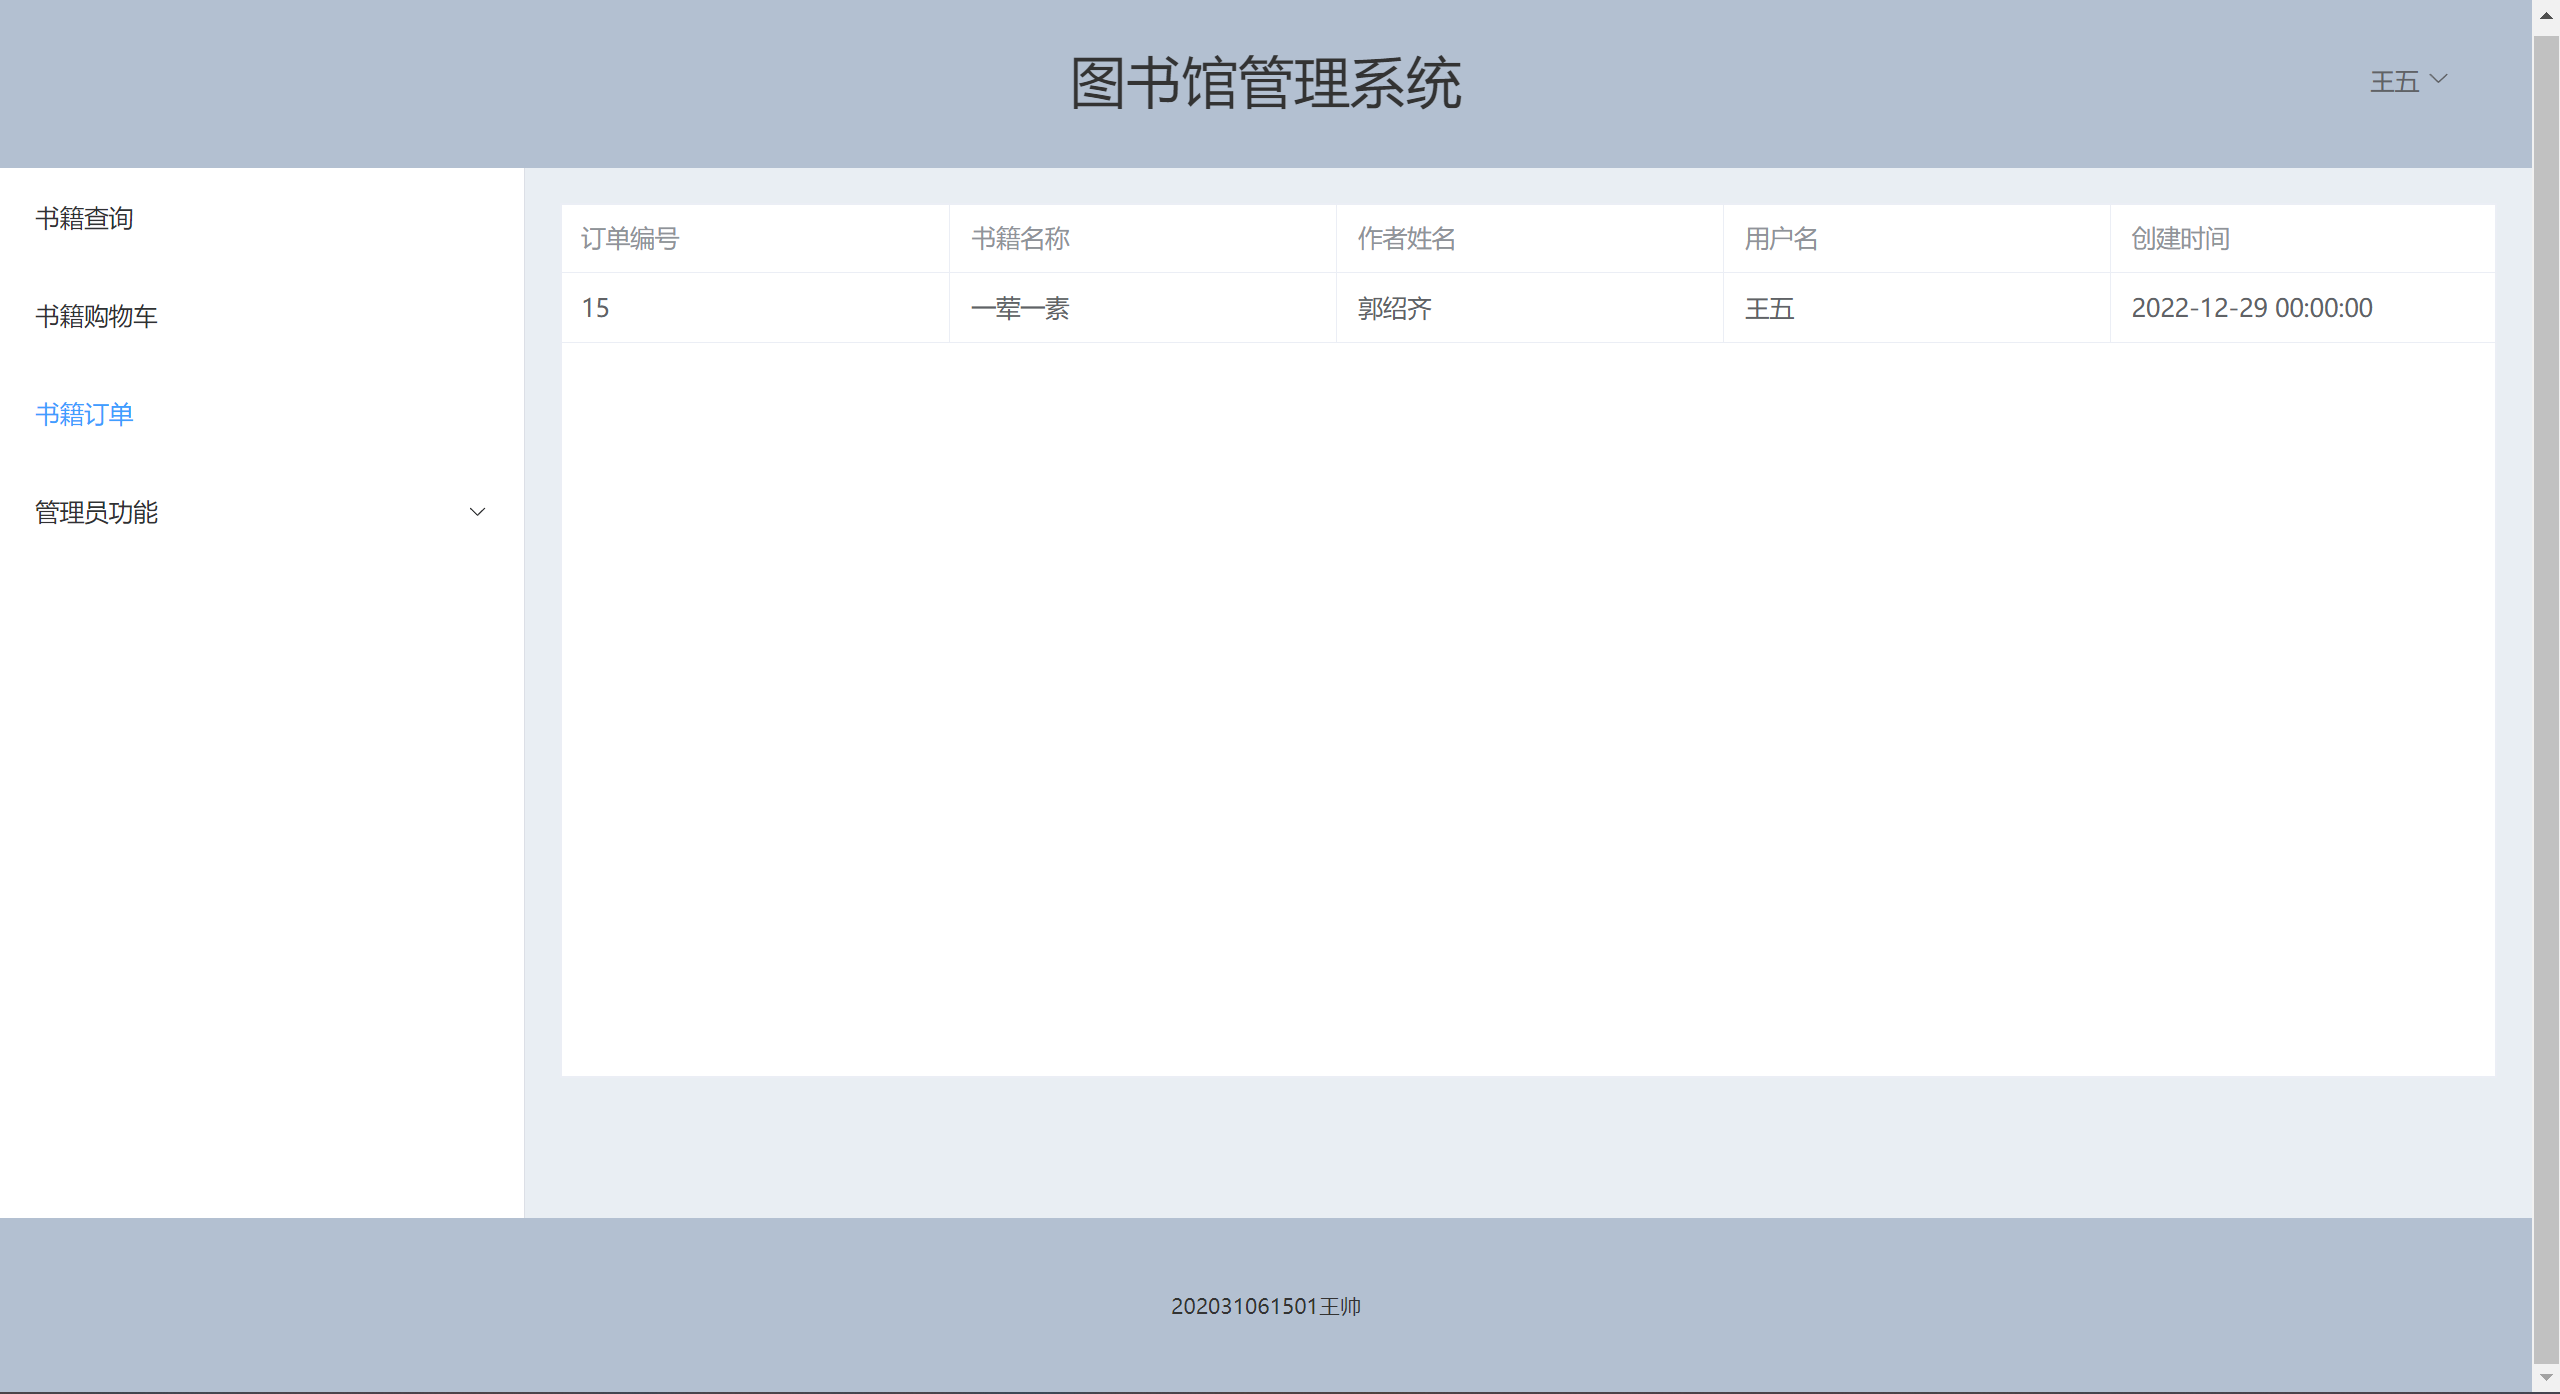 图书馆管理系统
王五
书籍查询
书籍购物车
书籍订单
管理员功能
订单编号 书籍名称 作者姓名 用户名 创建时间
15 一荤一素 郭绍齐 王五 2022-12-29 00:00:00
202031061501王帅